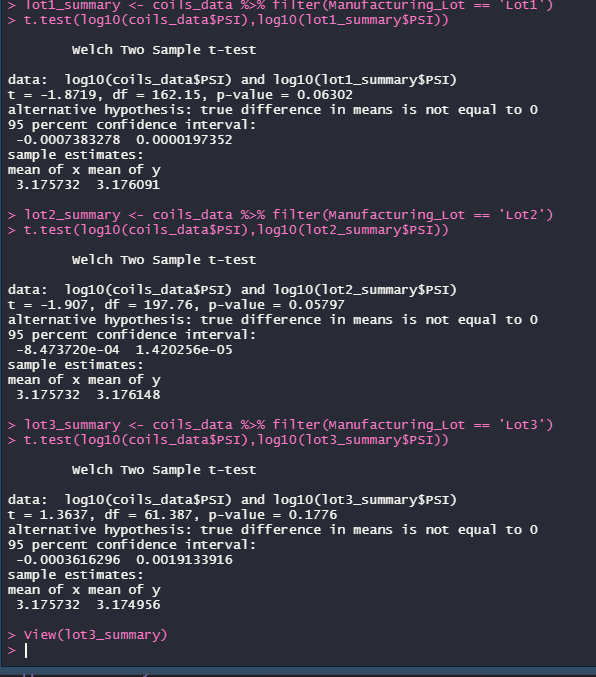 > lot1_summary <- coils_data %>% filter(Manufacturing_Lot == 'Lot1')
> t.test(log10(coils_data$PSI),log10(lot1_summary$PSI))
Welch Two Sample t-test
data:  log10(coils_data$PSI) and log10(lot1_summary$PSI)
t = -1.8719, df = 162.15, p-value = 0.06302
alternative hypothesis: true difference in means is not equal to 0
95 percent confidence interval:
-0.0007383278  0.0000197352
sample estimates:
mean of x mean of y
3.175732  3.176091
> lot2_summary <- coils_data %>% filter(Manufacturing_Lot == 'Lot2')
> t.test(log10(coils_data$PSI),log10(lot2_summary$PSI))
Welch Two Sample t-test
data:  log10(coils_data$PSI) and log10(lot2_summary$PSI)
t = -1.907, df = 197.76, p-value = 0.05797
alternative hypothesis: true difference in means is not equal to 0
95 percent confidence interval:
-8.473720e-04  1.420256e-05
sample estimates:
mean of x mean of y
3.175732  3.176148
> lot3_summary <- coils_data %>% filter(Manufacturing_Lot == 'Lot3')
> t.test(log10(coils_data$PSI),log10(lot3_summary$PSI))
Welch Two Sample t-test
data:  log10(coils_data$PSI) and log10(lot3_summary$PSI)
t = 1.3637, df = 61.387, p-value = 0.1776
alternative hypothesis: true difference in means is not equal to 0
95 percent confidence interval:
-0.0003616296  0.0019133916
sample estimates:
mean of x mean of y
3.175732  3.174956
> View(lot3_summary)
>